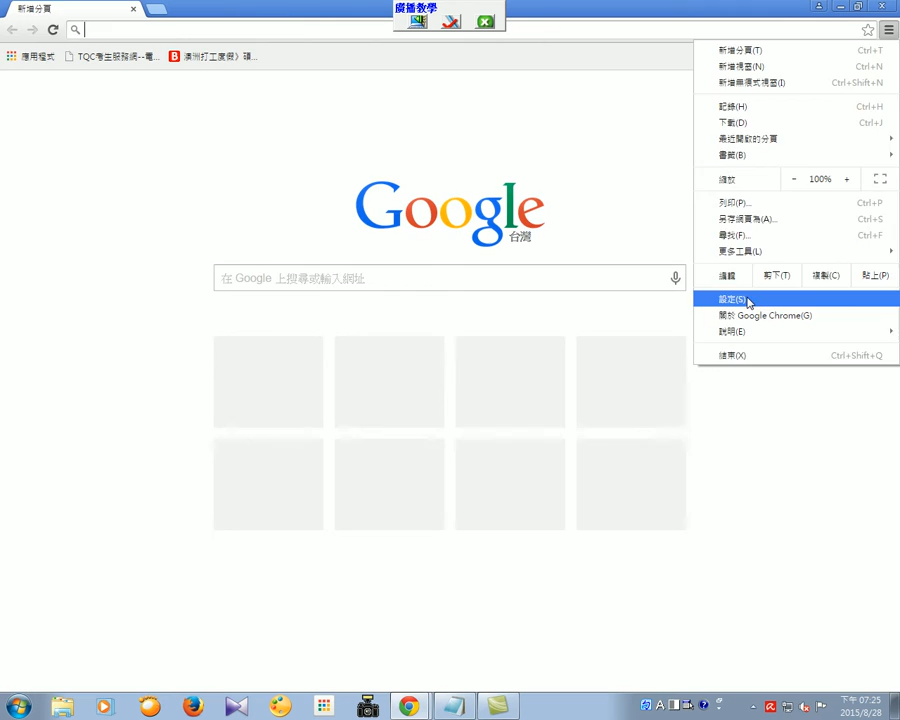 廣播教學
新增分頁
應用程式
TQC考生服務網--電...
澳洲打工度假》碩...
Google
台灣
在 Google 上搜尋或輸入網址
新增分頁(T) Ctrl+T
新增視窗(N) Ctrl+N
新增無痕式視窗(I) Ctrl+Shift+N
記錄(H) Ctrl+H
下載(D) Ctrl+J
最近開啟的分頁
書籤(B)
縮放 - 100% +
列印(P)... Ctrl+P
另存網頁為(A)... Ctrl+S
尋找(F)... Ctrl+F
更多工具(L)
編輯 剪下(T) 複製(C) 貼上(P)
設定(S)
關於 Google Chrome(G)
說明(E)
結束(X) Ctrl+Shift+Q
A
下午 07:25
2015/8/28